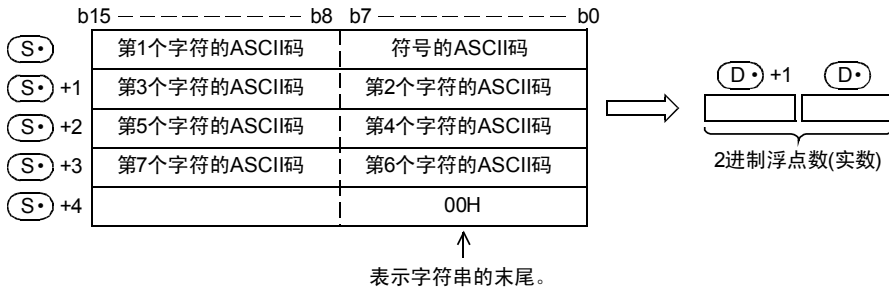 b15 b8 b7 b0
S• 第1个字符的ASCII码 符号的ASCII码
S• +1 第3个字符的ASCII码 第2个字符的ASCII码
S• +2 第5个字符的ASCII码 第4个字符的ASCII码
S• +3 第7个字符的ASCII码 第6个字符的ASCII码
S• +4 00H
表示字符串的末尾。
D• +1 D•
2进制浮点数(实数)